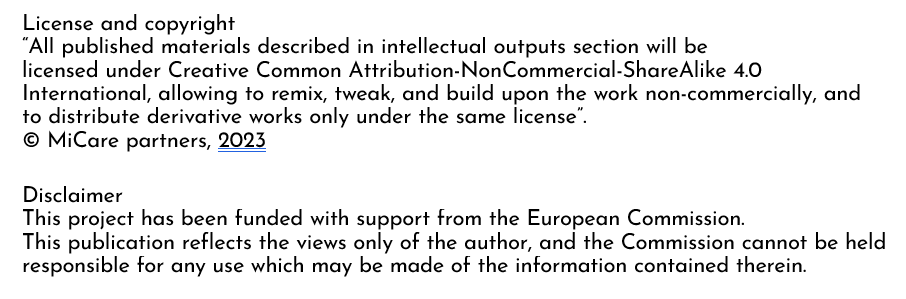 License and copyright
“All published materials described in intellectual outputs section will be
licensed under Creative Common Attribution-NonCommercial-ShareAlike 4.0
International, allowing to remix, tweak, and build upon the work non-commercially, and
to distribute derivative works only under the same license”.
© MiCare partners, 2023
Disclaimer
This project has been funded with support from the European Commission.
This publication reflects the views only of the author, and the Commission cannot be held
responsible for any use which may be made of the information contained therein.